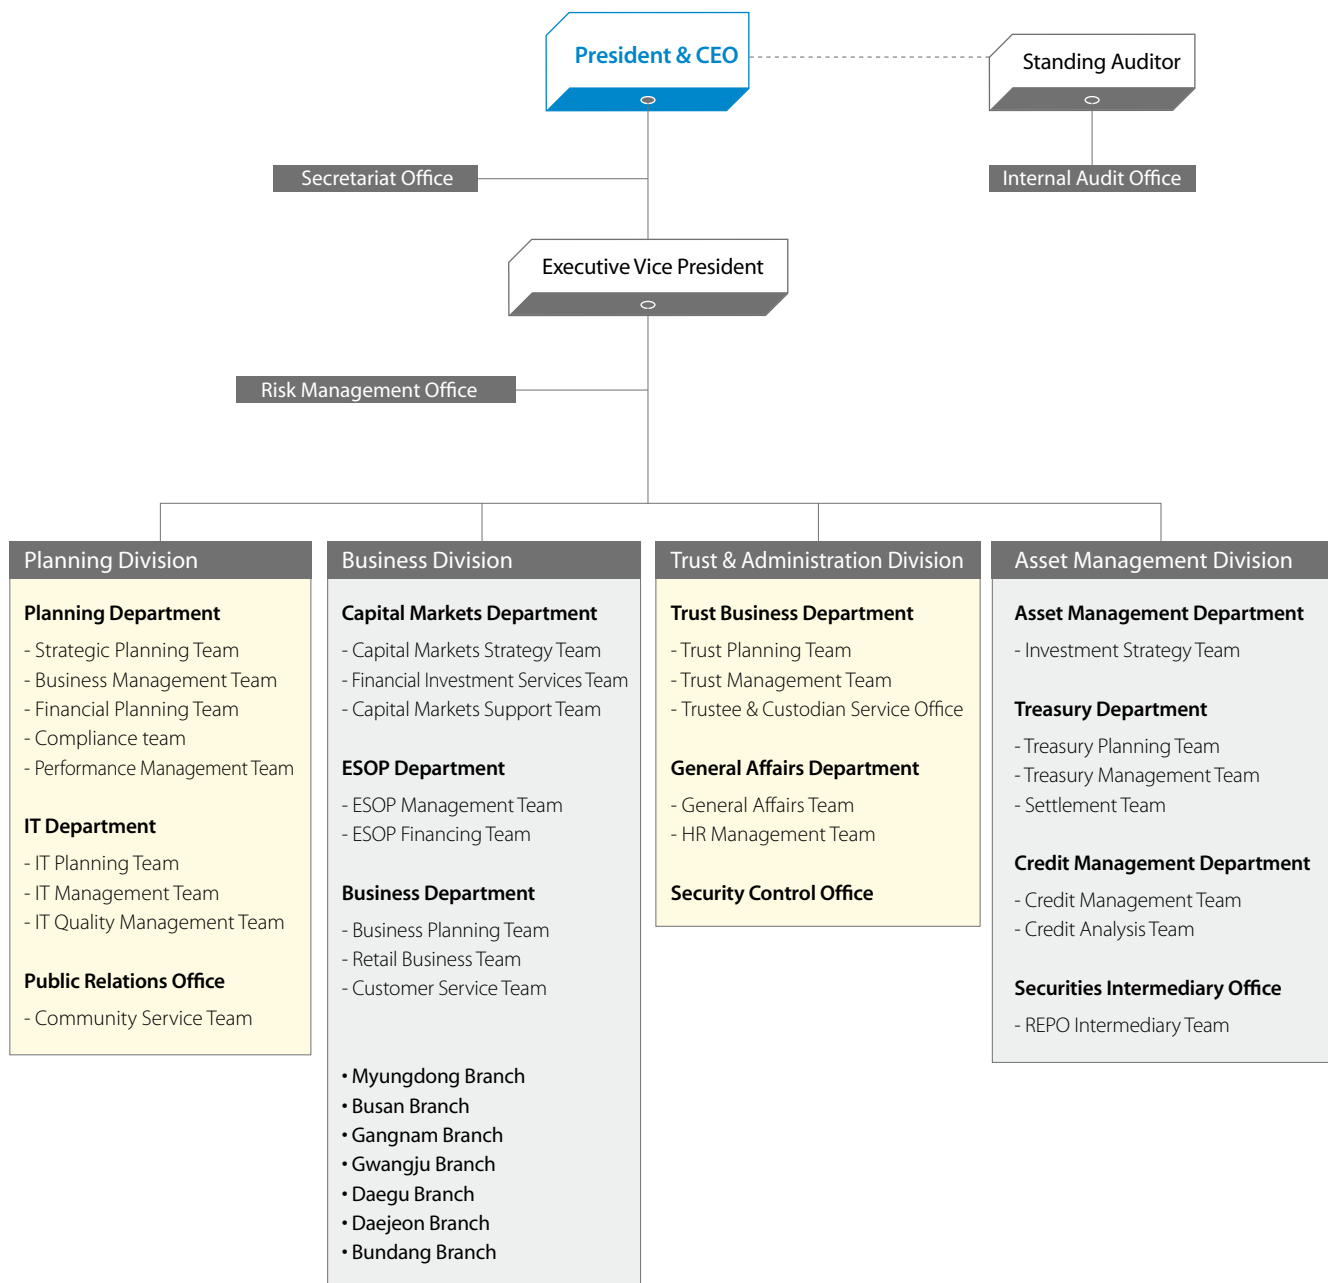 President & CEO
Standing Auditor
Secretariat Office
Internal Audit Office
Executive Vice President
Risk Management Office
Planning Division
Planning Department
- Strategic Planning Team
- Business Management Team
- Financial Planning Team
- Compliance team
- Performance Management Team
IT Department
- IT Planning Team
- IT Management Team
- IT Quality Management Team
Public Relations Office
- Community Service Team
Business Division
Capital Markets Department
- Capital Markets Strategy Team
- Financial Investment Services Team
- Capital Markets Support Team
ESOP Department
- ESOP Management Team
- ESOP Financing Team
Business Department
- Business Planning Team
- Retail Business Team
- Customer Service Team
• Myungdong Branch
• Busan Branch
• Gangnam Branch
• Gwangju Branch
• Daegu Branch
• Daejeon Branch
• Bundang Branch
Trust & Administration Division
Trust Business Department
- Trust Planning Team
- Trust Management Team
- Trustee & Custodian Service Office
General Affairs Department
- General Affairs Team
- HR Management Team
Security Control Office
Asset Management Division
Asset Management Department
- Investment Strategy Team
Treasury Department
- Treasury Planning Team
- Treasury Management Team
- Settlement Team
Credit Management Department
- Credit Management Team
- Credit Analysis Team
Securities Intermediary Office
- REPO Intermediary Team